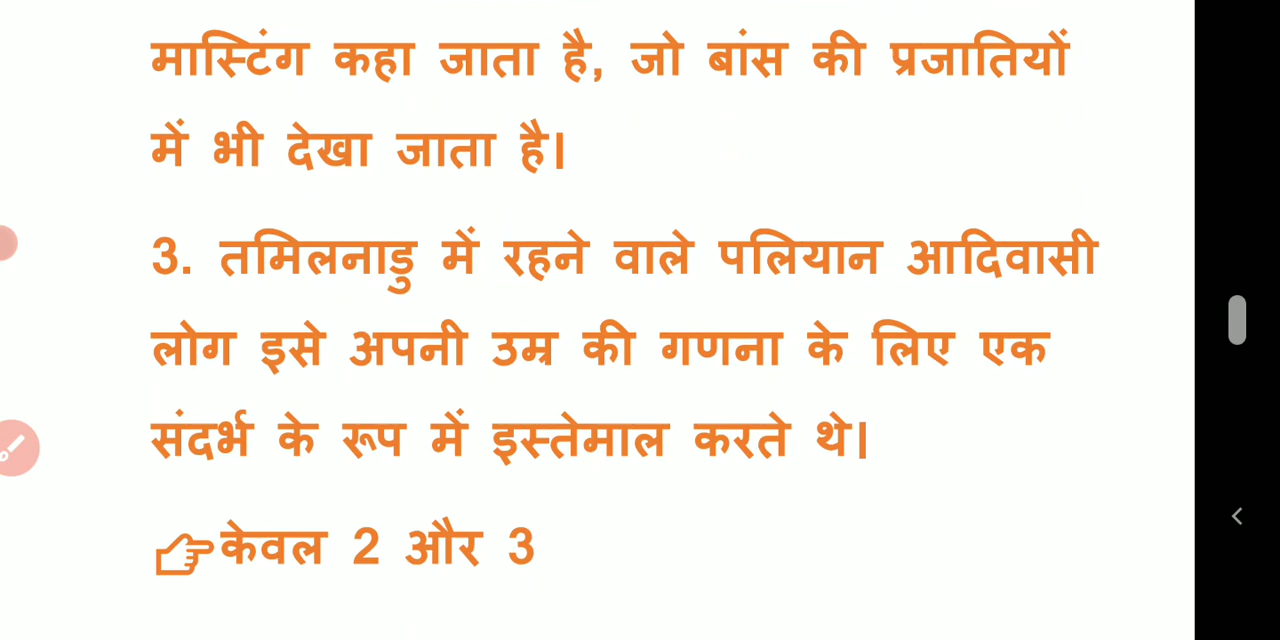 मास्टिंग कहा जाता है, जो बांस की प्रजातियों
में भी देखा जाता है।
3. तमिलनाडु में रहने वाले पलियान आदिवासी
लोग इसे अपनी उम्र की गणना के लिए एक
संदर्भ के रूप में इस्तेमाल करते थे।
केवल 2 और 3